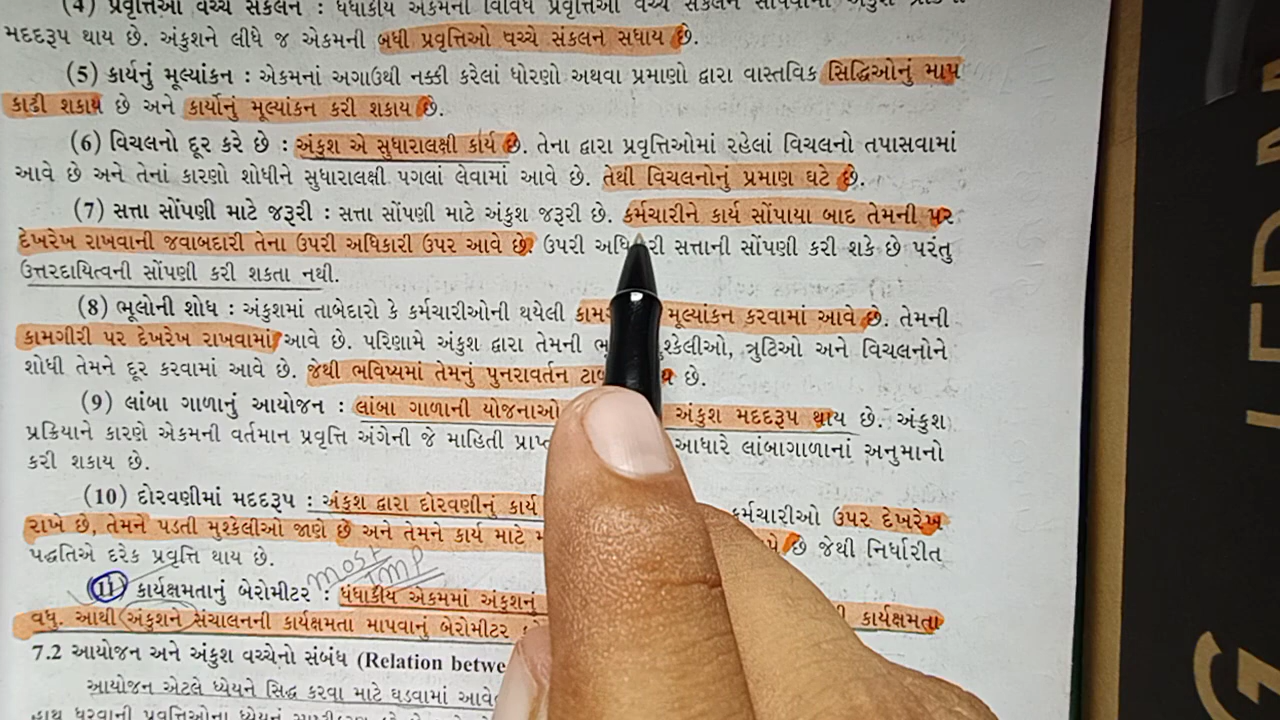 (4) પ્રવૃત્તિઓ વચ્ચે સંકલન : ધંધાકીય એકમની વિવિધ પ્રવૃત્તિઓ વચ્ચે સંકલન
મદદરૂપ થાય છે. અંકુશને લીધે જ એકમની બધી પ્રવૃત્તિઓ વચ્ચે સંકલન સધાય છે.
(5) કાર્યનું મૂલ્યાંકન : એકમનાં અગાઉથી નક્કી કરેલાં ધોરણો અથવા પ્રમાણો દ્વારા વાસ્તવિક સિદ્ધિઓનું માપ
કાઢી શકાય છે અને કાર્યોનું મૂલ્યાંકન કરી શકાય છે.
(6) વિચલનો દૂર કરે છે : અંકુશ એ સુધારાલક્ષી કાર્ય છે. તેના દ્વારા પ્રવૃત્તિઓમાં રહેલાં વિચલનો તપાસવામાં
આવે છે અને તેનાં કારણો શોધીને સુધારાલક્ષી પગલાં લેવામાં આવે છે. તેથી વિચલનોનું પ્રમાણ ઘટે છે.
(7) સત્તા સોંપણી માટે જરૂરી : સત્તા સોંપણી માટે અંકુશ જરૂરી છે. કર્મચારીને કાર્ય સોંપાયા બાદ તેમની પર
દેખરેખ રાખવાની જવાબદારી તેના ઉપરી અધિકારી ઉપર આવે છે. ઉપરી અધિકારી સત્તાની સોંપણી કરી શકે છે પરંતુ
ઉત્તરદાયિત્વની સોંપણી કરી શકતા નથી.
(8) ભૂલોની શોધ : અંકુશમાં તાબેદારો કે કર્મચારીઓની થયેલી મૂલ્યાંકન કરવામાં આવે છે. તેમની
કામગીરી પર દેખરેખ રાખવામાં આવે છે. પરિણામે અંકુશ દ્વારા તેમની ત્રુટિઓ અને વિચલનોને
શોધી તેમને દૂર કરવામાં આવે છે. જેથી ભવિષ્યમાં તેમનું પુનરાવર્તન છે.
(9) લાંબા ગાળાનું આયોજન : લાંબા ગાળાની યોજનાઓ અંકુશ મદદરૂપ થાય છે. અંકુશ
પ્રક્રિયાને કારણે એકમની વર્તમાન પ્રવૃત્તિ અંગેની જે માહિતી આધારે લાંબાગાળાનાં અનુમાનો
કરી શકાય છે.
(10) દોરવણીમાં મદદરૂપ : અંકુશ દ્વારા દોરવણીનું કાર્ય કર્મચારીઓ ઉપર દેખરેખ
રાખે છે, તેમને પડતી મુશ્કેલીઓ જાણે છે અને તેમને કાર્ય માટે છે જેથી નિર્ધારીત
પદ્ધતિએ દરેક પ્રવૃત્તિ થાય છે.
most IMP
(11) કાર્યક્ષમતાનું બેરોમીટર : ધંધાકીય એકમમાં અંકુશનું કાર્યક્ષમતા
વધુ. આથી અંકુશને સંચાલનની કાર્યક્ષમતા માપવાનું બેરોમીટર
7.2 આયોજન અને અંકુશ વચ્ચેનો સંબંધ (Relation
આયોજન એટલે ધ્યેયને સિદ્ધ કરવા માટે ઘડવામાં